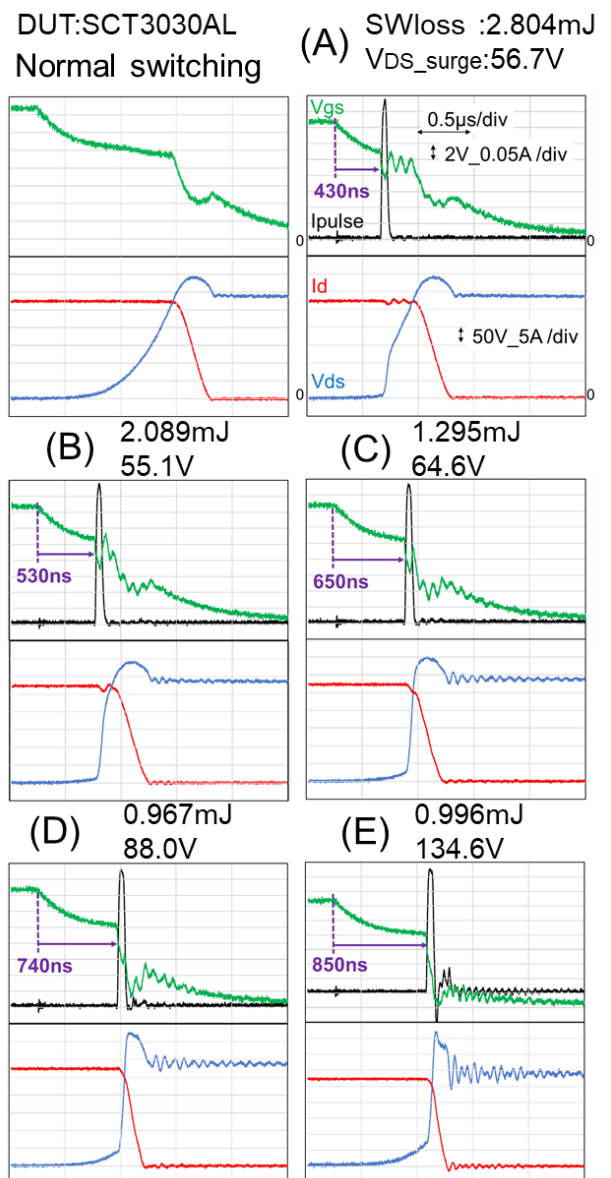 DUT:SCT3030AL
Normal switching
(A)
SWloss :2.804mJ
VDS_surge:56.7V
Vgs
0.5μs/div
2V_0.05A /div
430ns
Ipulse
0
0
Id
50V_5A /div
Vds
0
0
(B)
2.089mJ
55.1V
530ns
(C)
1.295mJ
64.6V
650ns
(D)
0.967mJ
88.0V
740ns
(E)
0.996mJ
134.6V
850ns